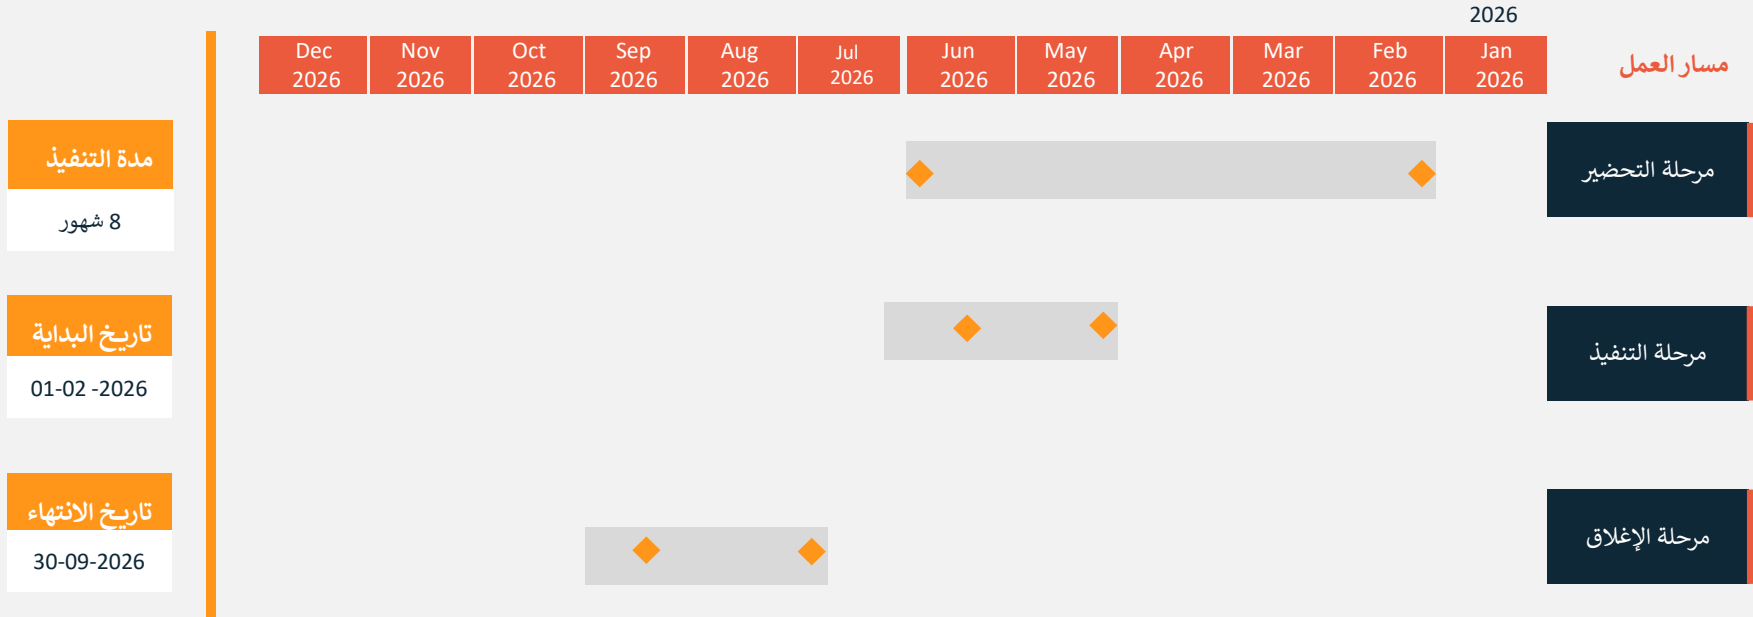 2026
مسار العمل
Jan 2026
Feb 2026
Mar 2026
Apr 2026
May 2026
Jun 2026
Jul 2026
Aug 2026
Sep 2026
Oct 2026
Nov 2026
Dec 2026
مرحلة التحضير
مرحلة التنفيذ
مرحلة الإغلاق
مدة التنفيذ
8 شهور
تاريخ البداية
01-02 -2026
تاريخ الانتهاء
30-09-2026